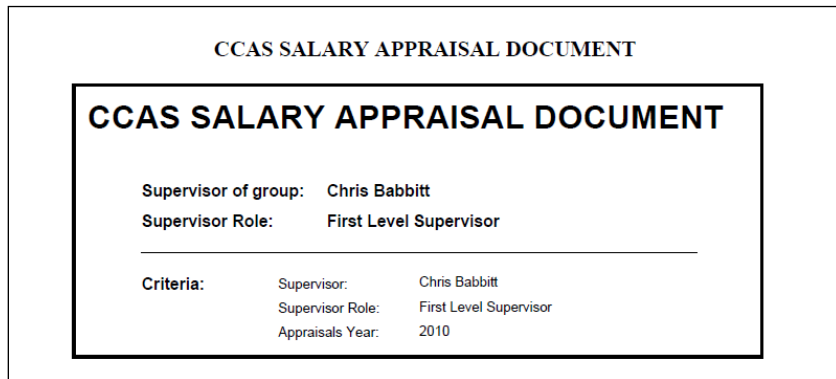 CCAS SALARY APPRAISAL DOCUMENT
CCAS SALARY APPRAISAL DOCUMENT
Supervisor of group: Chris Babbitt
Supervisor Role: First Level Supervisor
Criteria: Supervisor: Chris Babbitt
Supervisor Role: First Level Supervisor
Appraisals Year: 2010